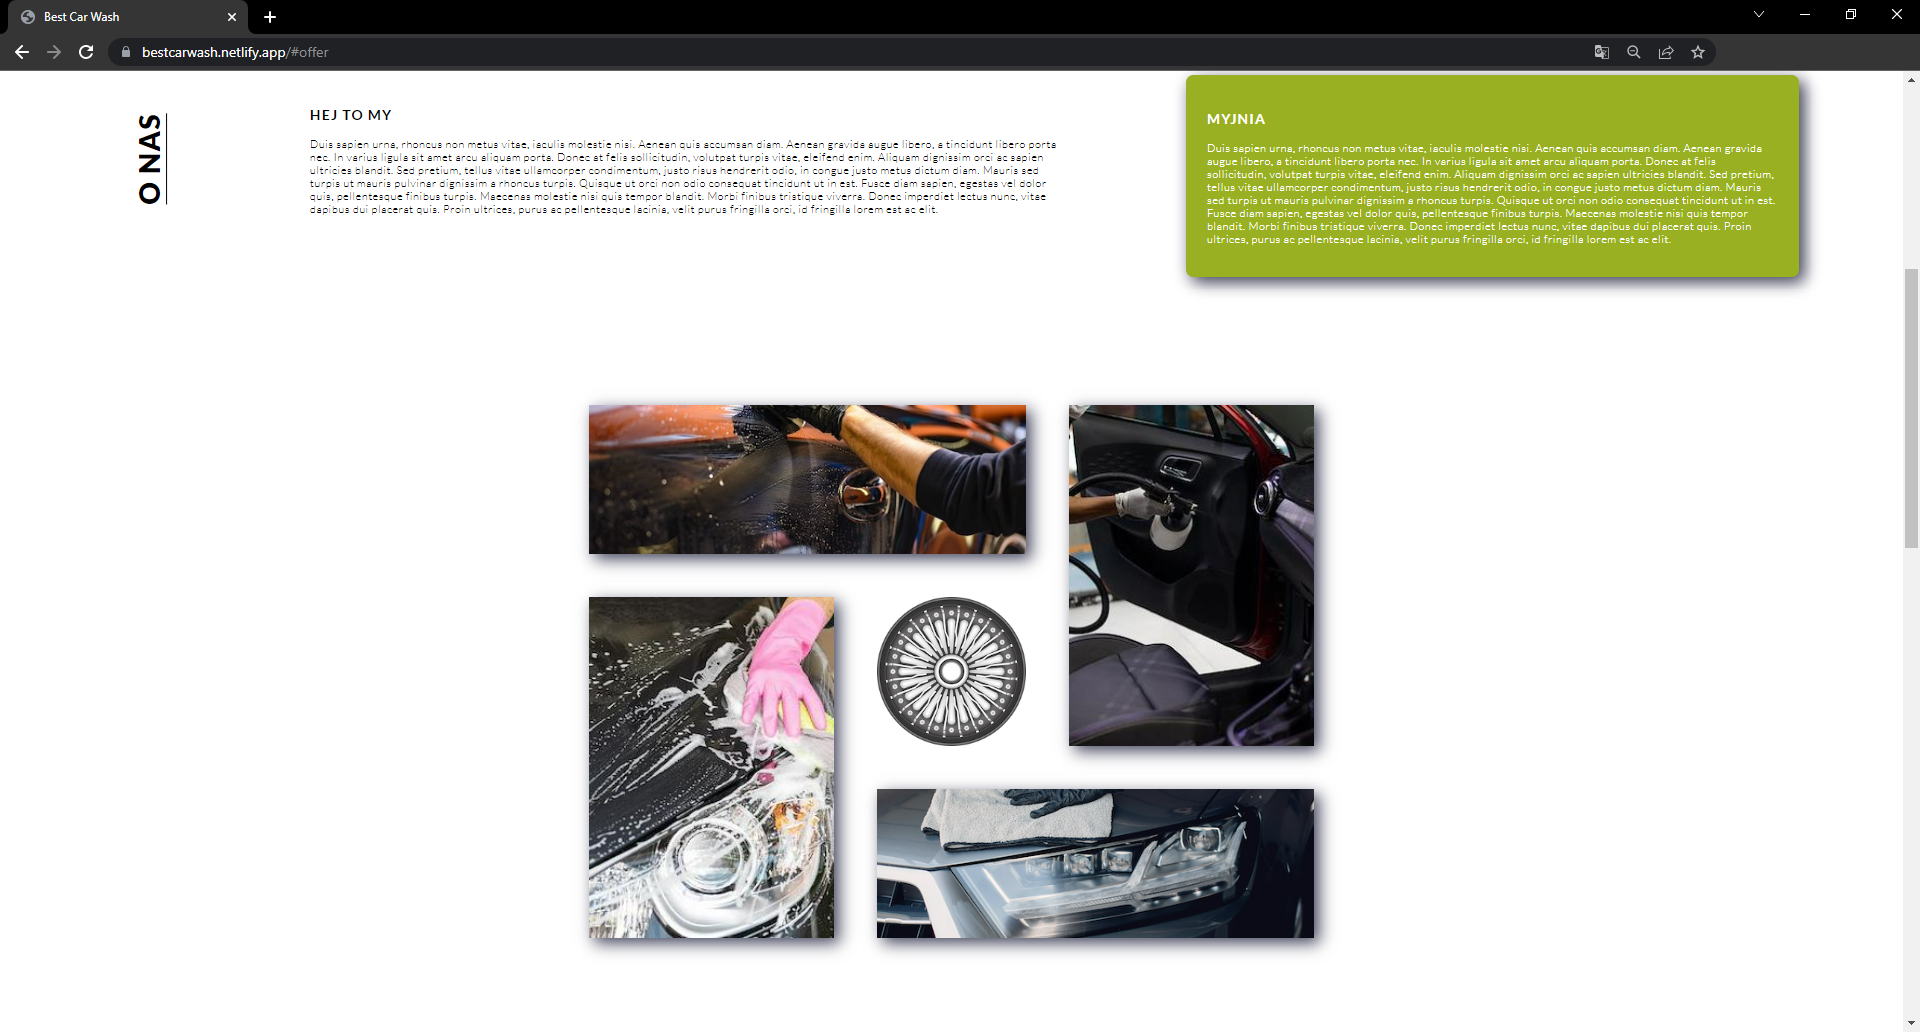 Best Car Wash
bestcarwash.netlify.app/#offer
O NAS
HEJ TO MY
Duis sapien urna, rhoncus non metus vitae, iaculis molestie nisi. Aenean quis accumsan diam. Aenean gravida augue libero, a tincidunt libero porta
nec. In varius ligula sit amet arcu aliquam porta. Donec at felis sollicitudin, volutpat turpis vitae, eleifend enim. Aliquam dignissim orci ac sapien
ultricies blandit. Sed pretium, tellus vitae ullamcorper condimentum, justo risus hendrerit odio, in congue justo metus dictum diam. Mauris sed
turpis ut mauris pulvinar dignissim a rhoncus turpis. Quisque ut orci non odio consequat tincidunt ut in est. Fusce diam sapien, egestas vel dolor
quis, pellentesque finibus turpis. Maecenas molestie nisi quis tempor blandit. Morbi finibus tristique viverra. Donec imperdiet lectus nunc, vitae
dapibus dui placerat quis. Proin ultrices, purus ac pellentesque lacinia, velit purus fringilla orci, id fringilla lorem est ac elit.
MYJNIA
Duis sapien urna, rhoncus non metus vitae, iaculis molestie nisi. Aenean quis accumsan diam. Aenean gravida
augue libero, a tincidunt libero porta nec. In varius ligula sit amet arcu aliquam porta. Donec at felis
sollicitudin, volutpat turpis vitae, eleifend enim. Aliquam dignissim orci ac sapien ultricies blandit. Sed pretium,
tellus vitae ullamcorper condimentum, justo risus hendrerit odio, in congue justo metus dictum diam. Mauris
sed turpis ut mauris pulvinar dignissim a rhoncus turpis. Quisque ut orci non odio consequat tincidunt ut in est.
Fusce diam sapien, egestas vel dolor quis, pellentesque finibus turpis. Maecenas molestie nisi quis tempor
blandit. Morbi finibus tristique viverra. Donec imperdiet lectus nunc, vitae dapibus dui placerat quis. Proin
ultrices, purus ac pellentesque lacinia, velit purus fringilla orci, id fringilla lorem est ac elit.